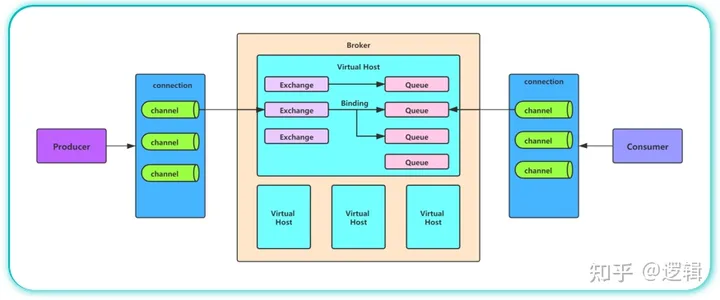 Broker
Virtual Host
connection
connection
Exchange
Queue
channel
Exchange
Binding
Queue
channel
Producer
channel
Exchange
Queue
channel
Consumer
channel
Queue
channel
Virtual
Host
Virtual
Host
Virtual
Host
知乎 @逻辑